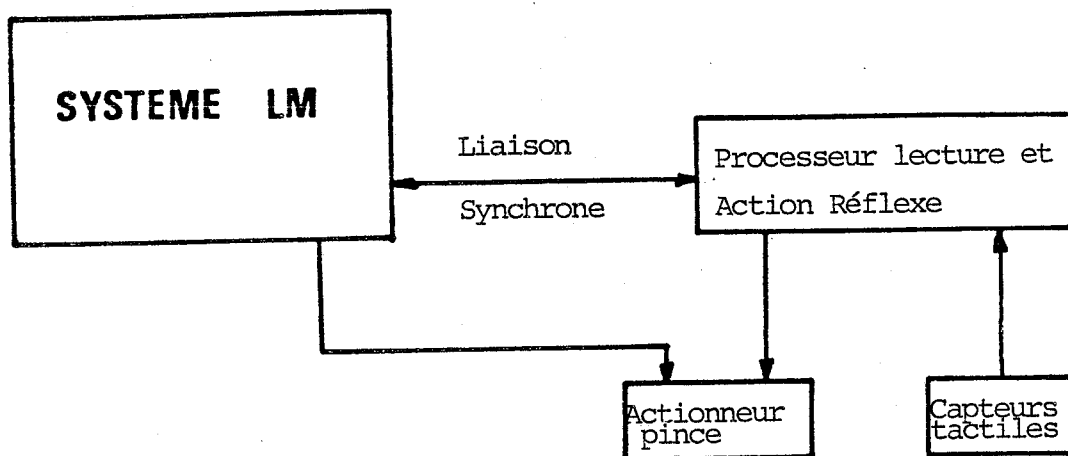 SYSTEME LM
Liaison
Synchrone
Processeur lecture et
Action Réflexe
Actionneur
pince
Capteurs
tactiles